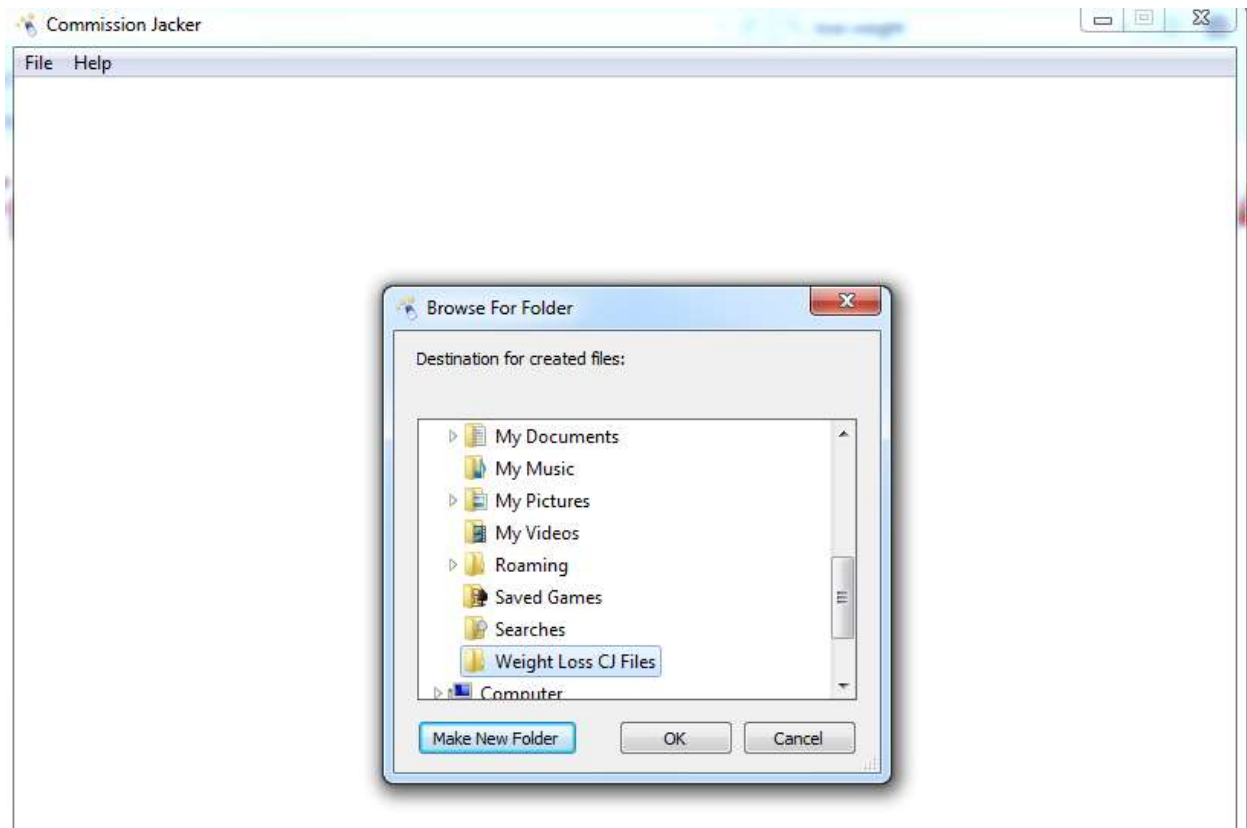 Commission Jacker
File Help
Browse For Folder
Destination for created files:
My Documents
My Music
My Pictures
My Videos
Roaming
Saved Games
Searches
Weight Loss CJ Files
Computer
Make New Folder OK Cancel